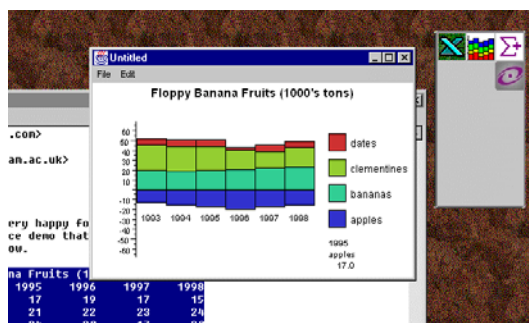 Untitled
File Edit
Floppy Banana Fruits (1000's tons)
60
50
40
30
20
10
-10
-20
-30
-40
-50
-60
1993 1994 1995 1996 1997 1998
dates
clementines
bananas
apples
1995
apples
17.0
.com>
am.ac.uk>
ery happy fo
ce demo that
ow.
na Fruits (1
1995 1996 1997 1998
17 19 17 15
21 22 23 24
Σ+